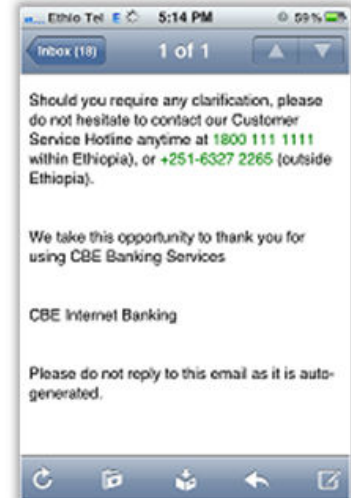 Ethio Tel E 5:14 PM 59%
Inbox (18) 1 of 1
Should you require any clarification, please
do not hesitate to contact our Customer
Service Hotline anytime at 1800 111 1111
within Ethiopia), or +251-6327 2265 (outside
Ethiopia).
We take this opportunity to thank you for
using CBE Banking Services
CBE Internet Banking
Please do not reply to this email as it is auto-
generated.